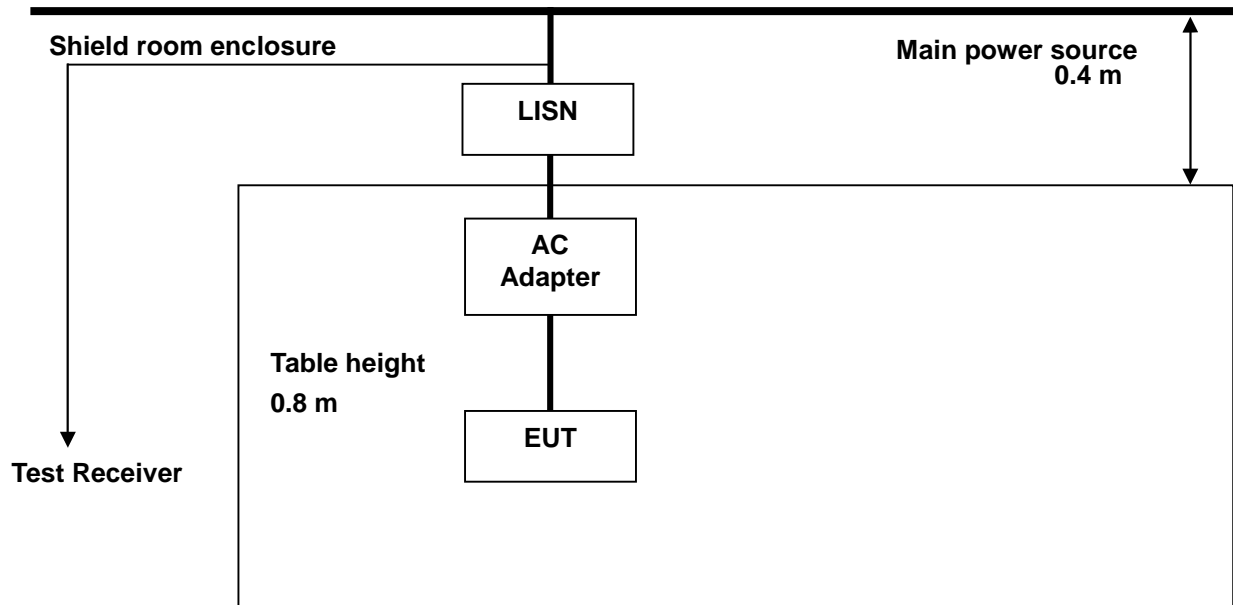 Shield room enclosure
Main power source
0.4 m
LISN
AC
Adapter
Table height
0.8 m
EUT
Test Receiver